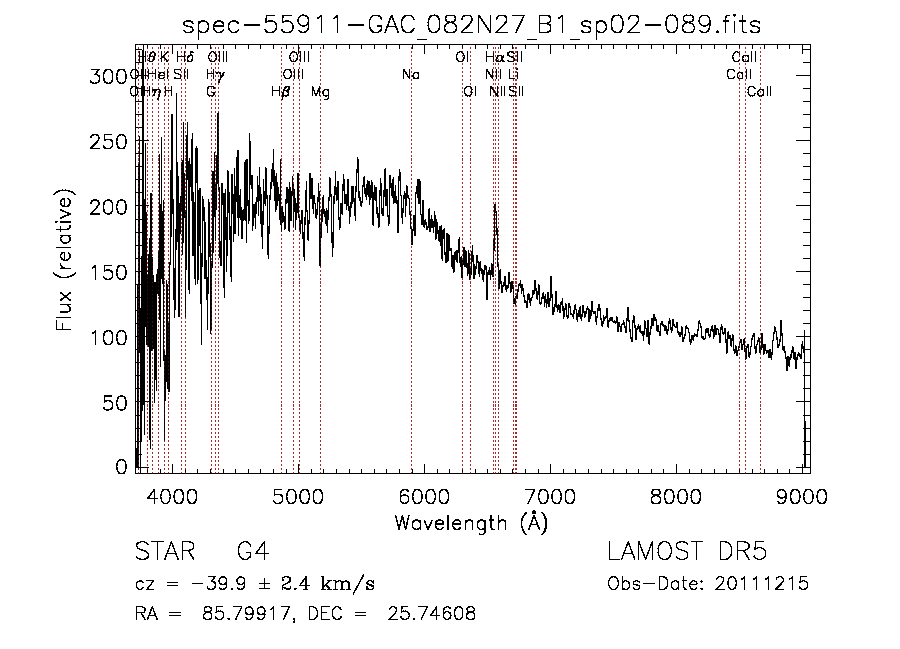 spec-55911-GAC_082N27_B1_sp02-089.fits
K Hδ OIII OIII OI Hα SII CaII
OII HeI SII Hγ OIII Na NII Li CaII
Hη H G Hβ Mg OI NII SII CaII
300
250
200
150
100
50
0
Flux (relative)
4000 5000 6000 7000 8000 9000
Wavelength (Å)
STAR G4 LAMOST DR5
cz = -39.9 ± 2.4 km/s Obs-Date: 20111215
RA = 85.79917, DEC = 25.74608